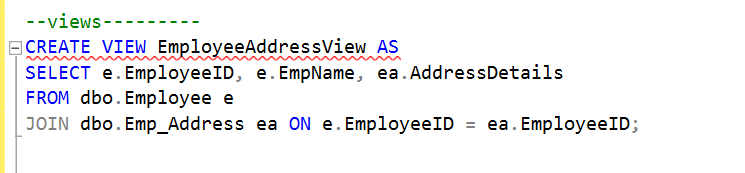 --views---------
CREATE VIEW EmployeeAddressView AS
SELECT e.EmployeeID, e.EmpName, ea.AddressDetails
FROM dbo.Employee e
JOIN dbo.Emp_Address ea ON e.EmployeeID = ea.EmployeeID;